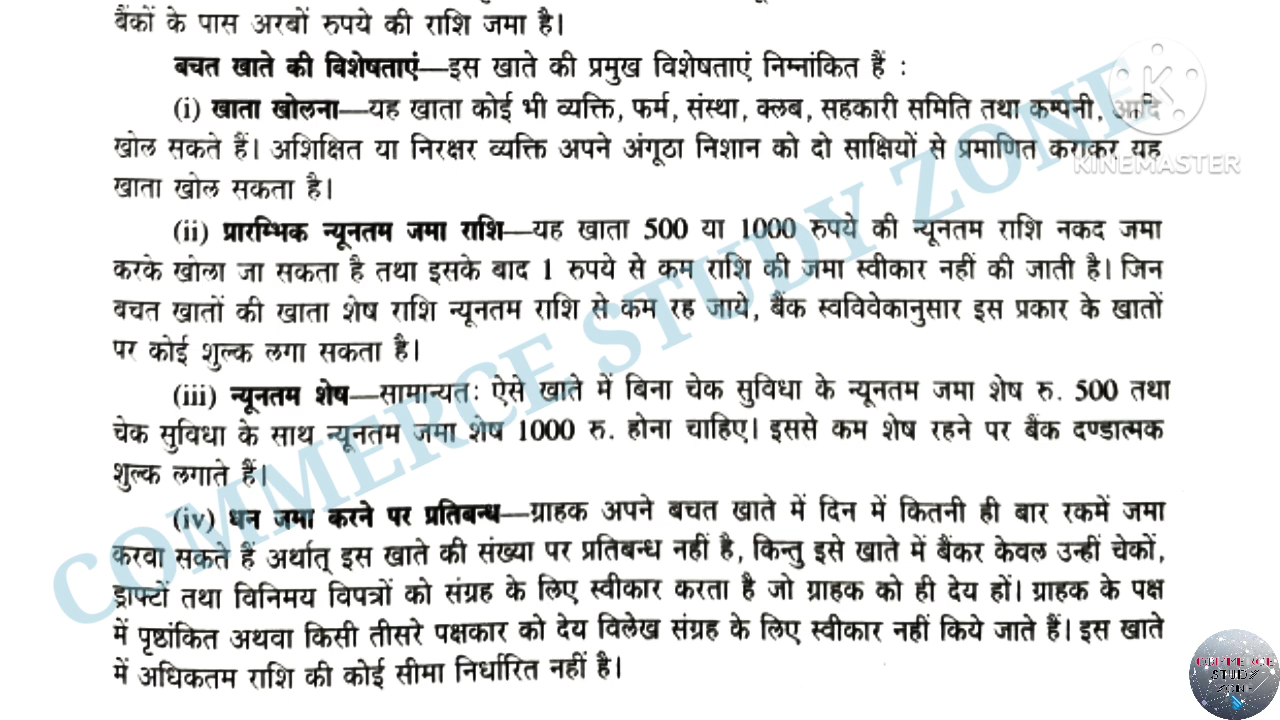 बैंकों के पास अरबों रुपये की राशि जमा है।
बचत खाते की विशेषताएं—इस खाते की प्रमुख विशेषताएं निम्नांकित हैं :
(i) खाता खोलना—यह खाता कोई भी व्यक्ति, फर्म, संस्था, क्लब, सहकारी समिति तथा कम्पनी, आदि
खोल सकते हैं। अशिक्षित या निरक्षर व्यक्ति अपने अंगूठा निशान को दो साक्षियों से प्रमाणित कराकर यह
खाता खोल सकता है।
(ii) प्रारम्भिक न्यूनतम जमा राशि—यह खाता 500 या 1000 रुपये की न्यूनतम राशि नकद जमा
करके खोला जा सकता है तथा इसके बाद 1 रुपये से कम राशि की जमा स्वीकार नहीं की जाती है। जिन
बचत खातों की खाता शेष राशि न्यूनतम राशि से कम रह जाये, बैंक स्वविवेकानुसार इस प्रकार के खातों
पर कोई शुल्क लगा सकता है।
(iii) न्यूनतम शेष—सामान्यतः ऐसे खाते में बिना चेक सुविधा के न्यूनतम जमा शेष रु. 500 तथा
चेक सुविधा के साथ न्यूनतम जमा शेष 1000 रु. होना चाहिए। इससे कम शेष रहने पर बैंक दण्डात्मक
शुल्क लगाते हैं।
(iv) धन जमा करने पर प्रतिबन्ध—ग्राहक अपने बचत खाते में दिन में कितनी ही बार रकमें जमा
करवा सकते हैं अर्थात् इस खाते की संख्या पर प्रतिबन्ध नहीं है, किन्तु इसे खाते में बैंकर केवल उन्हीं चेकों,
ड्राफ्टों तथा विनिमय विपत्रों को संग्रह के लिए स्वीकार करता है जो ग्राहक को ही देय हों। ग्राहक के पक्ष
में पृष्ठांकित अथवा किसी तीसरे पक्षकार को देय विलेख संग्रह के लिए स्वीकार नहीं किये जाते हैं। इस खाते
में अधिकतम राशि की कोई सीमा निर्धारित नहीं है।
COMMERCE STUDY ZONE
K
KINEMASTER
COMMERCE
STUDY
ZONE